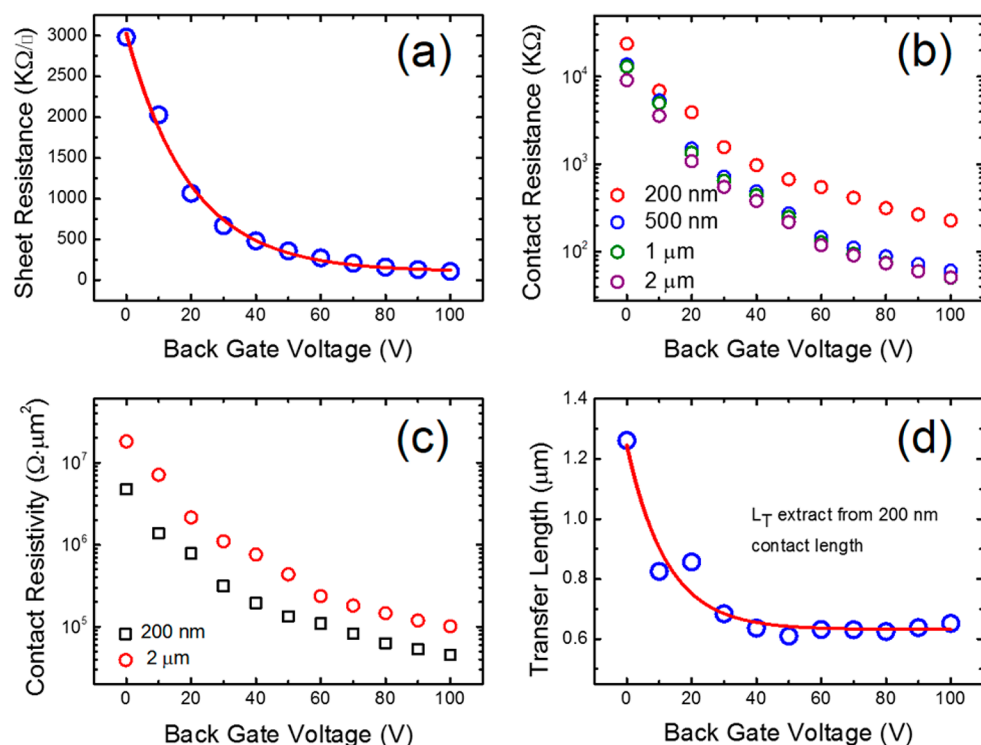 (a)
Sheet Resistance (KΩ/□)
3000
2500
2000
1500
1000
500
0
0 20 40 60 80 100
Back Gate Voltage (V)
(b)
Contact Resistance (KΩ)
10⁴
10³
10²
200 nm
500 nm
1 μm
2 μm
0 20 40 60 80 100
Back Gate Voltage (V)
(c)
Contact Resistivity (Ω·μm²)
10⁷
10⁶
10⁵
200 nm
2 μm
0 20 40 60 80 100
Back Gate Voltage (V)
(d)
Transfer Length (μm)
1.4
1.2
1.0
0.8
0.6
L_T extract from 200 nm
contact length
0 20 40 60 80 100
Back Gate Voltage (V)